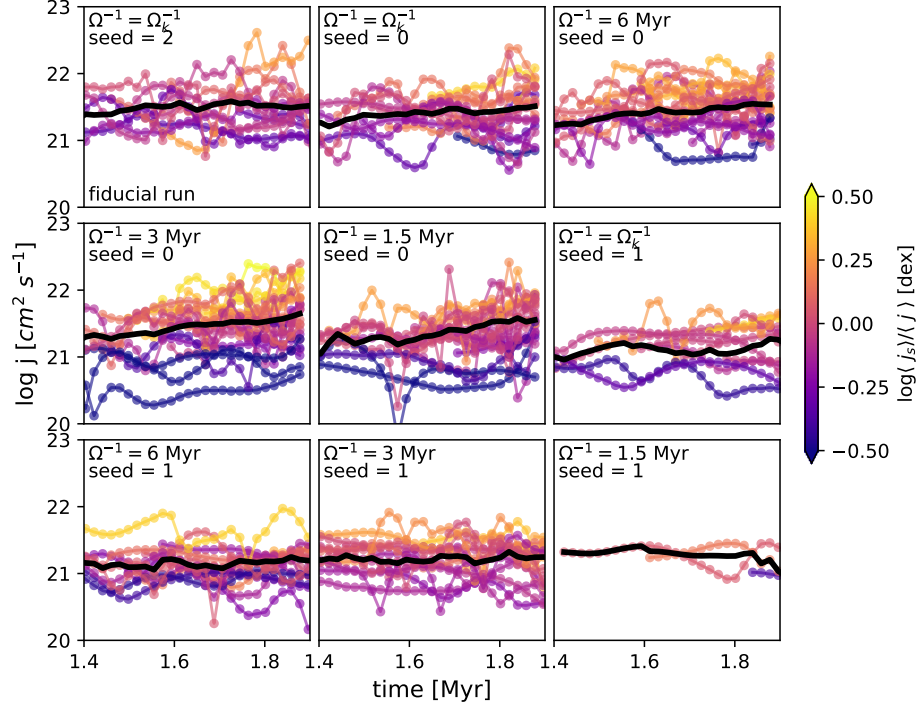 Ω⁻¹ = Ωₖ⁻¹
seed = 2
fiducial run
Ω⁻¹ = Ωₖ⁻¹
seed = 0
Ω⁻¹ = 6 Myr
seed = 0
23
22
21
20
Ω⁻¹ = 3 Myr
seed = 0
Ω⁻¹ = 1.5 Myr
seed = 0
Ω⁻¹ = Ωₖ⁻¹
seed = 1
23
22
21
20
log j [cm² s⁻¹]
Ω⁻¹ = 6 Myr
seed = 1
Ω⁻¹ = 3 Myr
seed = 1
Ω⁻¹ = 1.5 Myr
seed = 1
23
22
21
20
1.4 1.6 1.8 1.4 1.6 1.8 1.4 1.6 1.8
time [Myr]
0.50
0.25
0.00
−0.25
−0.50
log⟨ jₛ⟩/⟨ j ⟩ [dex]